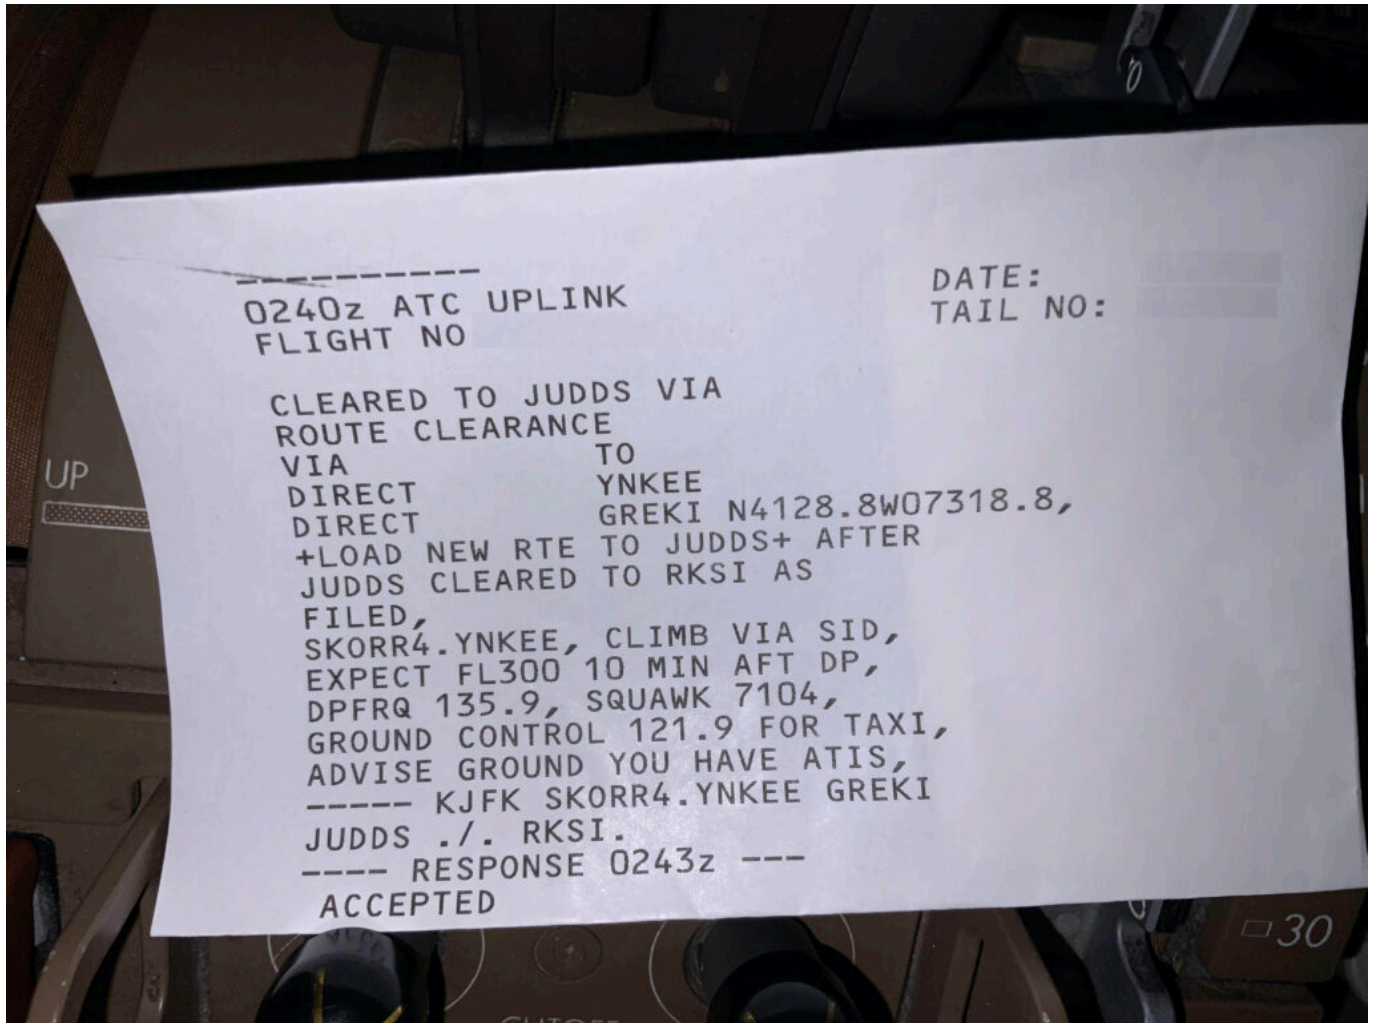 ----------
0240z ATC UPLINK
DATE:
FLIGHT NO
TAIL NO:
CLEARED TO JUDDS VIA
ROUTE CLEARANCE
VIA TO
DIRECT YNKEE
DIRECT GREKI N4128.8W07318.8,
+LOAD NEW RTE TO JUDDS+ AFTER
JUDDS CLEARED TO RKSI AS
FILED,
SKORR4.YNKEE, CLIMB VIA SID,
EXPECT FL300 10 MIN AFT DP,
DPFRQ 135.9, SQUAWK 7104,
GROUND CONTROL 121.9 FOR TAXI,
ADVISE GROUND YOU HAVE ATIS,
----- KJFK SKORR4.YNKEE GREKI
JUDDS ./. RKSI.
---- RESPONSE 0243z ---
ACCEPTED
UP
30